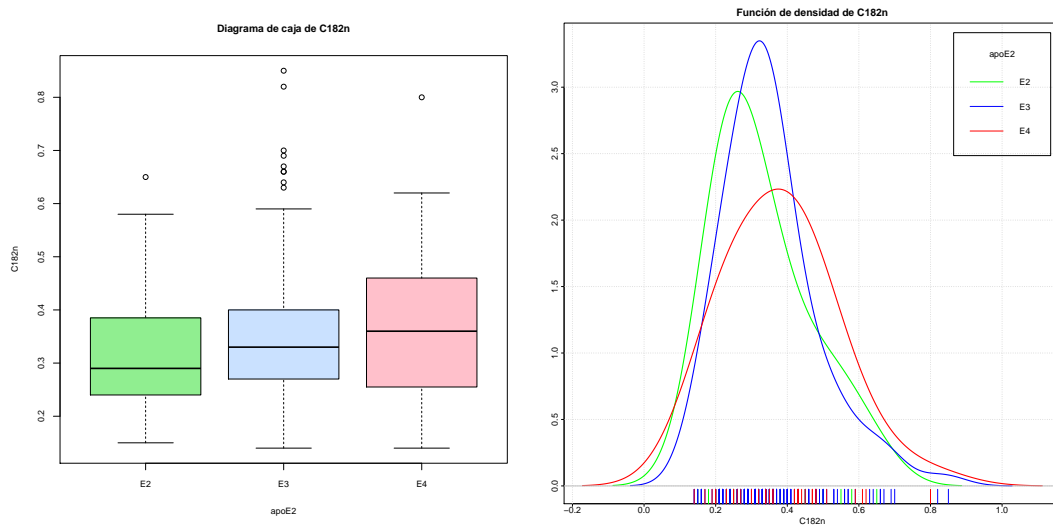 Diagrama de caja de C182n
C182n
0.8
0.7
0.6
0.5
0.4
0.3
0.2
E2
E3
E4
apoE2
Función de densidad de C182n
3.0
2.5
2.0
1.5
1.0
0.5
0.0
−0.2
0.0
0.2
0.4
0.6
0.8
1.0
C182n
apoE2
E2
E3
E4